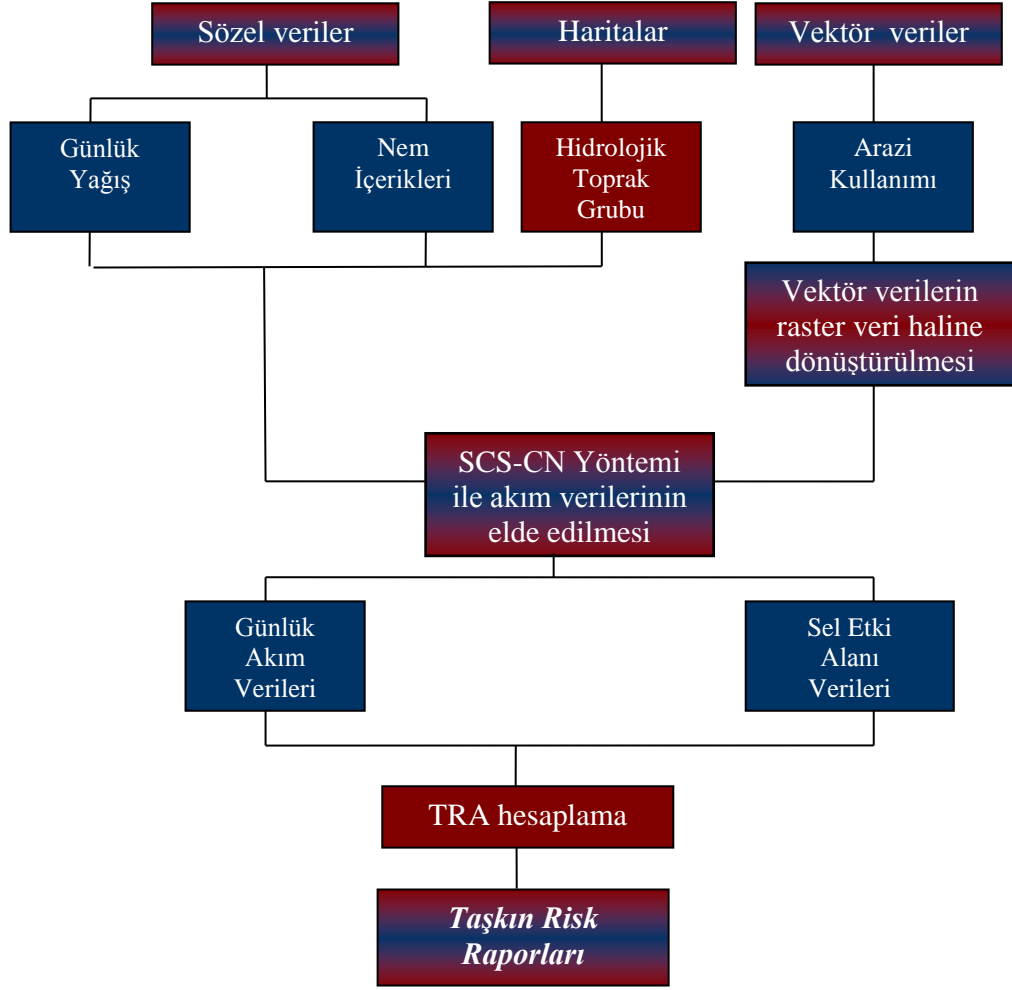 Sözel veriler
Haritalar
Vektör veriler
Günlük
Yağış
Nem
İçerikleri
Hidrolojik
Toprak
Grubu
Arazi
Kullanımı
Vektör verilerin
raster veri haline
dönüştürülmesi
SCS-CN Yöntemi
ile akım verilerinin
elde edilmesi
Günlük
Akım
Verileri
Sel Etki
Alanı
Verileri
TRA hesaplama
Taşkın Risk
Raporları